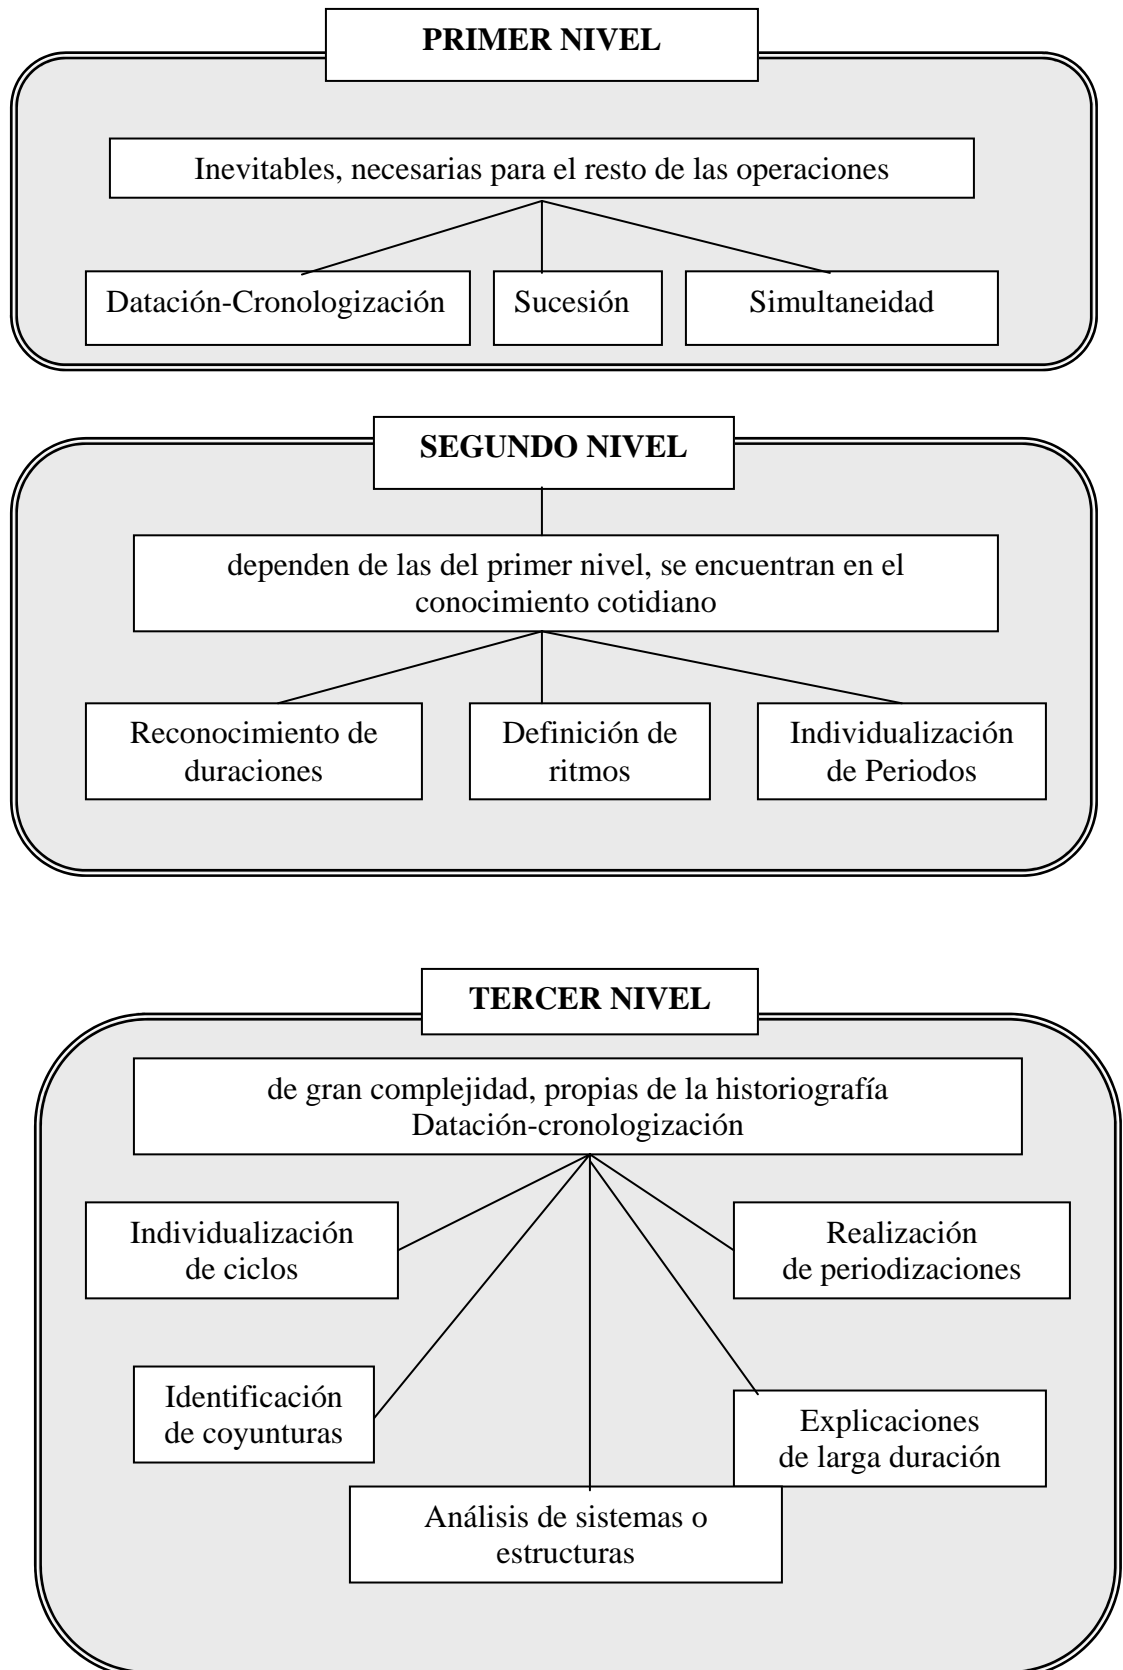 PRIMER NIVEL
Inevitables, necesarias para el resto de las operaciones
Datación-Cronologización
Sucesión
Simultaneidad
SEGUNDO NIVEL
dependen de las del primer nivel, se encuentran en el
conocimiento cotidiano
Reconocimiento de
duraciones
Definición de
ritmos
Individualización
de Periodos
TERCER NIVEL
de gran complejidad, propias de la historiografía
Datación-cronologización
Individualización
de ciclos
Realización
de periodizaciones
Identificación
de coyunturas
Explicaciones
de larga duración
Análisis de sistemas o
estructuras